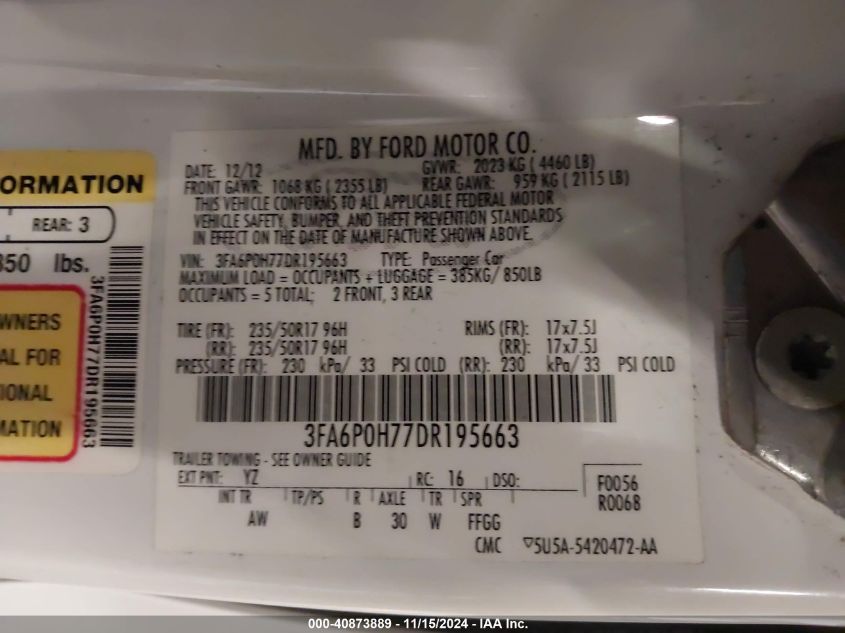 MFD. BY FORD MOTOR CO.
DATE: 12/12 GVWR: 2023 KG ( 4460 LB)
FRONT GAWR: 1068 KG ( 2355 LB) REAR GAWR: 959 KG ( 2115 LB)
THIS VEHICLE CONFORMS TO ALL APPLICABLE FEDERAL MOTOR
VEHICLE SAFETY, BUMPER, AND THEFT PREVENTION STANDARDS
IN EFFECT ON THE DATE OF MANUFACTURE SHOWN ABOVE.
VIN: 3FA6P0H77DR195663 TYPE: Passenger Car
MAXIMUM LOAD = OCCUPANTS + LUGGAGE = 385KG/ 850LB
OCCUPANTS = 5 TOTAL; 2 FRONT, 3 REAR
TIRE (FR): 235/50R17 96H RIMS (FR): 17x7.5J
(RR): 235/50R17 96H (RR): 17x7.5J
PRESSURE (FR): 230 kPa/ 33 PSI COLD (RR): 230 kPa/ 33 PSI COLD
3FA6P0H77DR195663
TRAILER TOWING - SEE OWNER GUIDE
EXT PNT: YZ RC: 16 DSO: F0056
R0068
INT TR TP/PS R AXLE TR SPR
AW B 30 W FFGG
CMC ▽5U5A-5420472-AA
ORMATION
REAR: 3
850 lbs.
3FA6P0H77DR195663
WNERS
AL FOR
IONAL
MATION
000-40873889 - 11/15/2024 - IAA Inc.